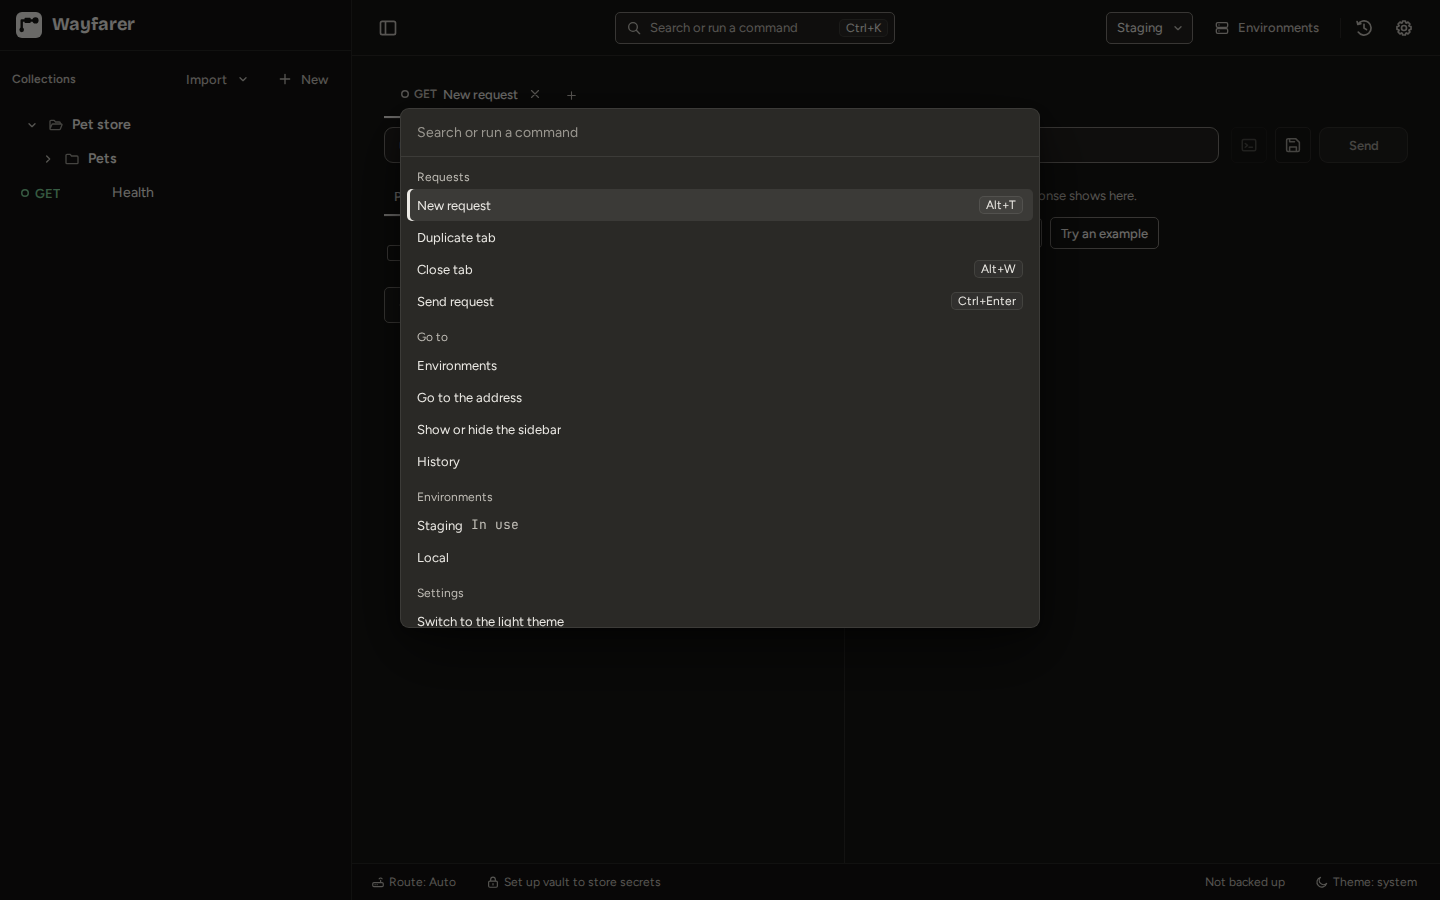 Wayfarer
Search or run a command Ctrl+K
Staging
Environments
Collections
Import
New
GET New request
Pet store
Pets
GET Health
Send
Search or run a command
Requests
New request Alt+T
Duplicate tab
Close tab Alt+W
Send request Ctrl+Enter
Go to
Environments
Go to the address
Show or hide the sidebar
History
Environments
Staging In use
Local
Settings
Switch to the light theme
shows here.
Try an example
Route: Auto
Set up vault to store secrets
Not backed up
Theme: system